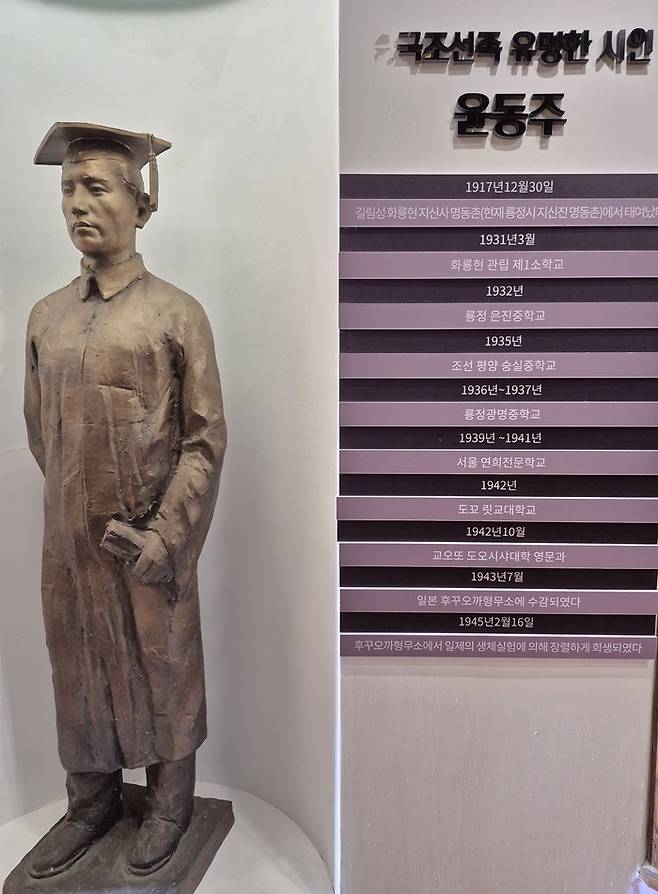 국조선족 유명한 시인
윤동주
1917년12월30일
길림성 화룡현 지신사 명동촌(현재 룡정시 지신진 명동촌)에서 태여났다
1931년3월
화룡현 관립 제1소학교
1932년
룡정 은진중학교
1935년
조선 평양 숭실중학교
1936년~1937년
룡정광명중학교
1939년 ~1941년
서울 연희전문학교
1942년
도꾜 릿교대학교
1942년10월
교오또 도오시샤대학 영문과
1943년7월
일본 후꾸오까형무소에 수감되였다
1945년2월16일
후꾸오까형무소에서 일제의 생체실험에 의해 장렬하게 희생되였다